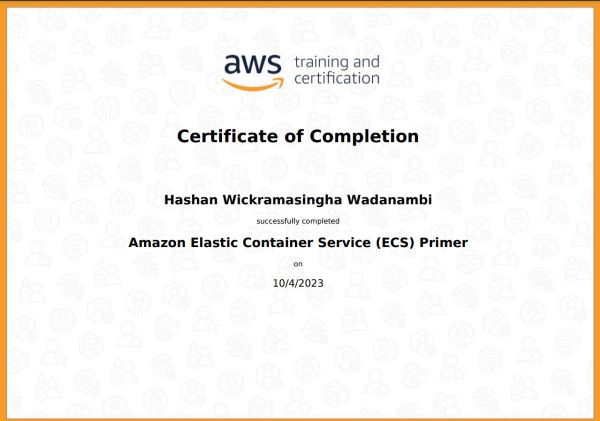 aws training and
certification
Certificate of Completion
Hashan Wickramasingha Wadanambi
successfully completed
Amazon Elastic Container Service (ECS) Primer
on
10/4/2023